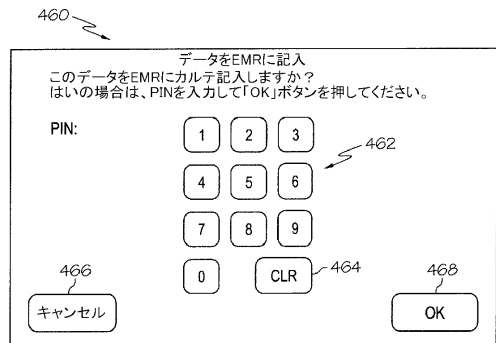 460
データをEMRに記入
このデータをEMRにカルテ記入しますか?
はいの場合は、PINを入力して「OK」ボタンを押してください。
PIN:
1 2 3
462
4 5 6
7 8 9
0 CLR 464
466
キャンセル
468
OK